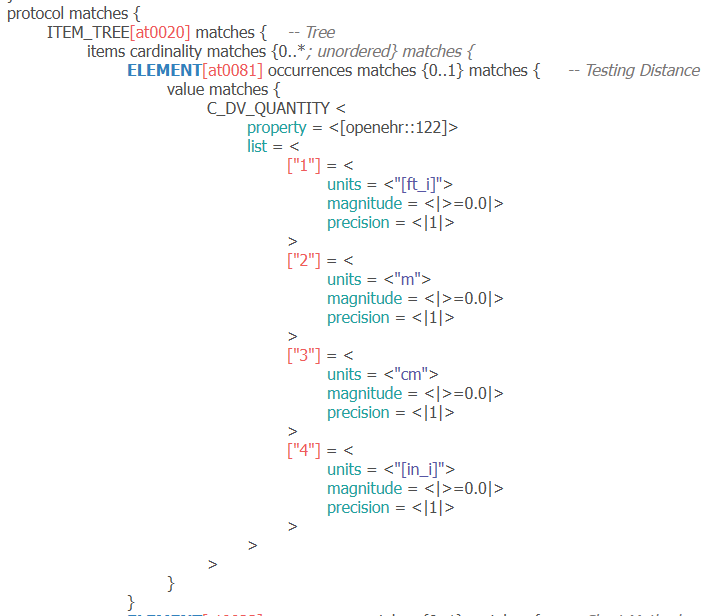 protocol matches {
ITEM_TREE[at0020] matches {    -- Tree
items cardinality matches {0..*; unordered} matches {
ELEMENT[at0081] occurrences matches {0..1} matches {    -- Testing Distance
value matches {
C_DV_QUANTITY <
property = <[openehr::122]>
list = <
["1"] = <
units = <"[ft_i]">
magnitude = <|>=0.0|>
precision = <|1|>
>
["2"] = <
units = <"m">
magnitude = <|>=0.0|>
precision = <|1|>
>
["3"] = <
units = <"cm">
magnitude = <|>=0.0|>
precision = <|1|>
>
["4"] = <
units = <"[in_i]">
magnitude = <|>=0.0|>
precision = <|1|>
>
>
>
}
}